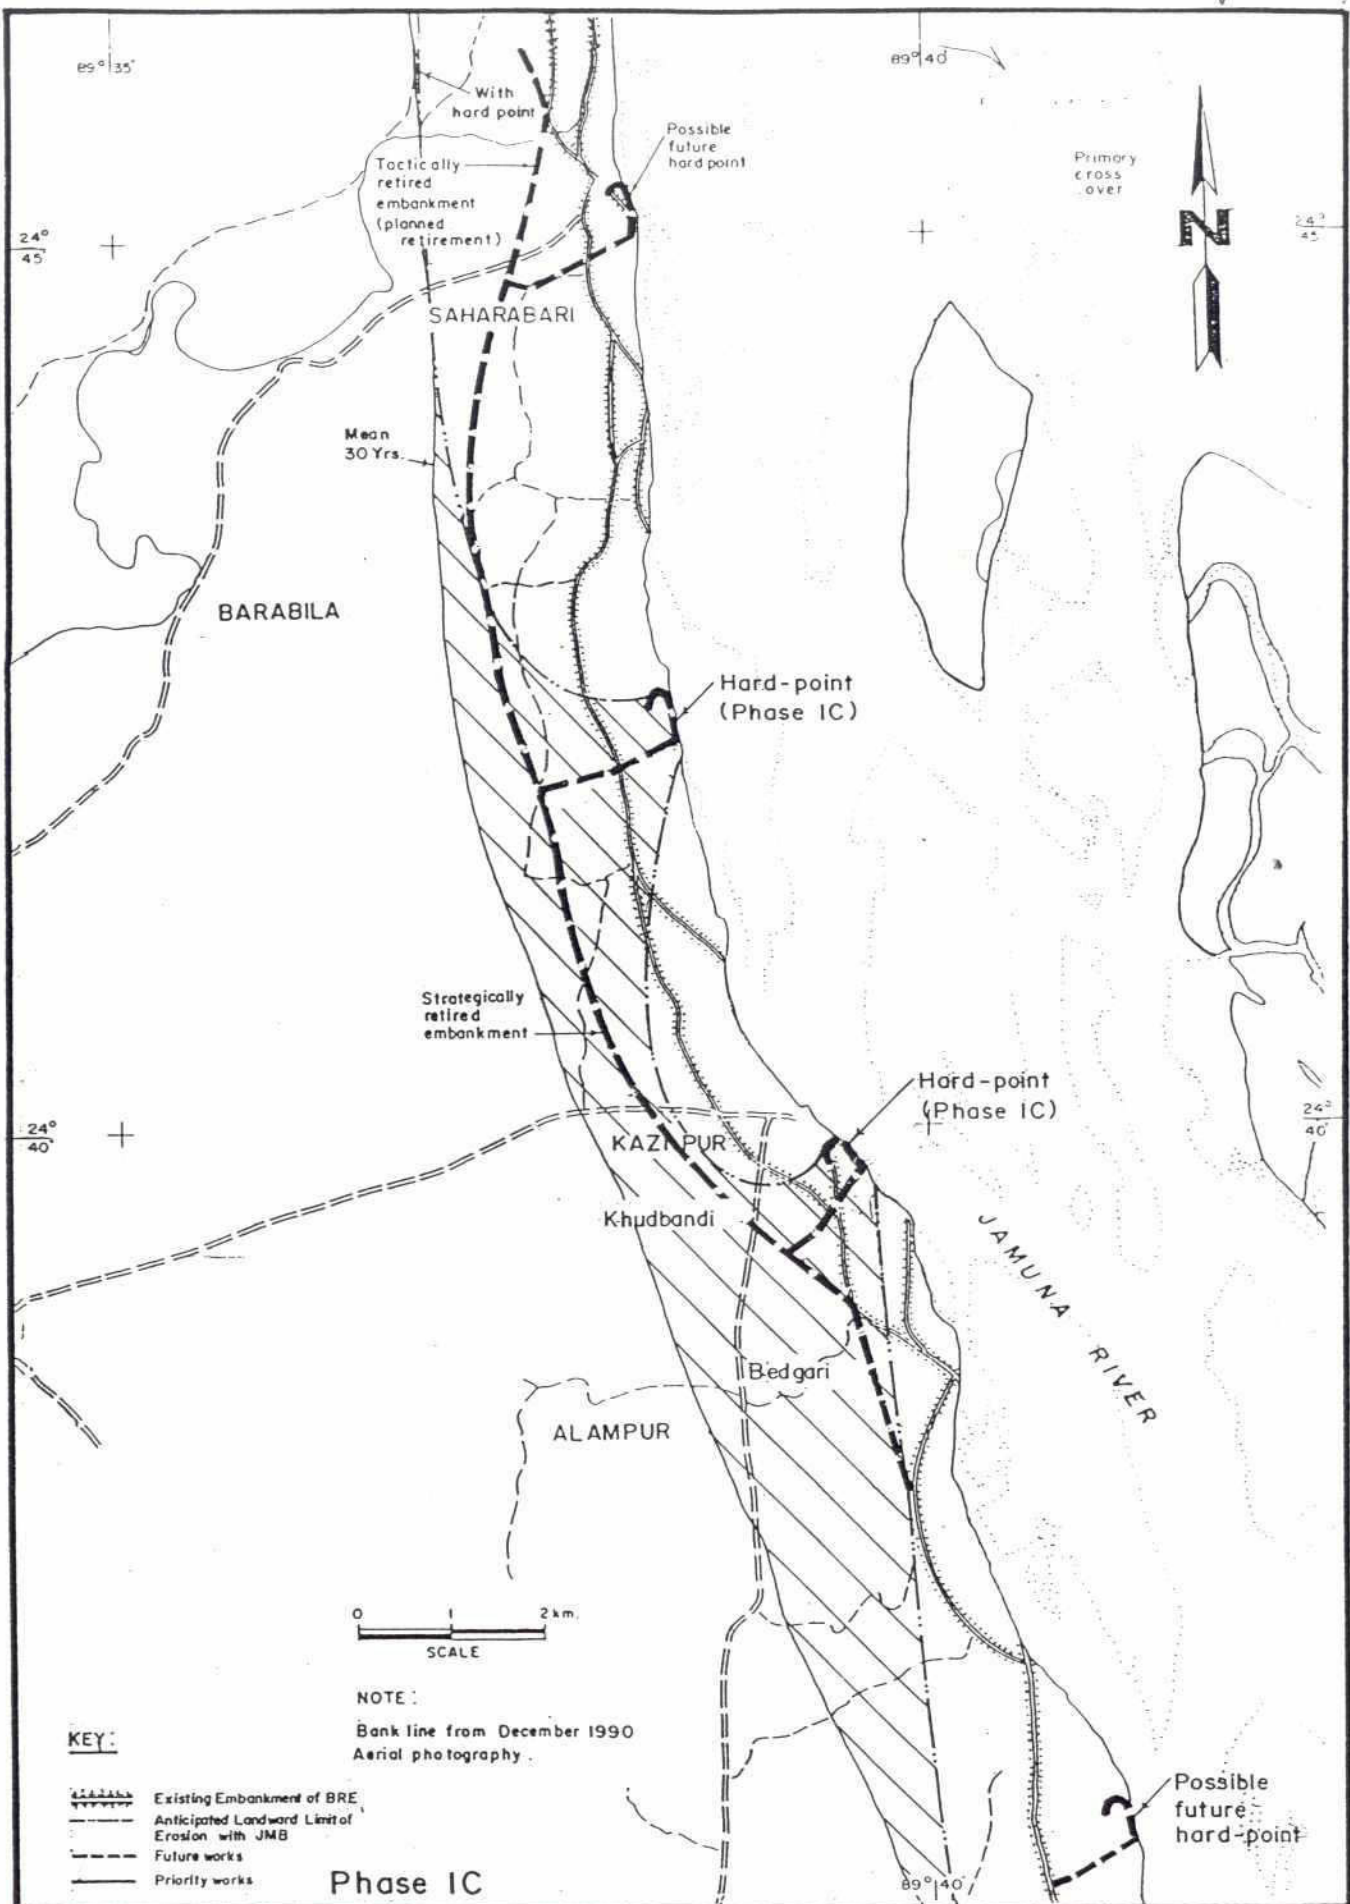 89° 35'
89° 40'
With
hard point
Possible
future
hard point
Primary
cross
over
Tactically
retired
embankment
(planned
retirement)
N
24°
45'
24°
45'
SAHARABARI
Mean
30 Yrs.
BARABILA
Hard-point
(Phase 1C)
Strategically
retired
embankment
Hard-point
(Phase 1C)
24°
40'
24°
40'
KAZIPUR
Khudbandi
JAMUNA RIVER
Bedgari
ALAMPUR
0 1 2 km.
SCALE
NOTE :
Bank line from December 1990
Aerial photography .
KEY :
Existing Embankment of BRE
Anticipated Landward Limit of
Erosion with JMB
Future works
Priority works
Possible
future
hard-point
Phase 1C
89° 40'